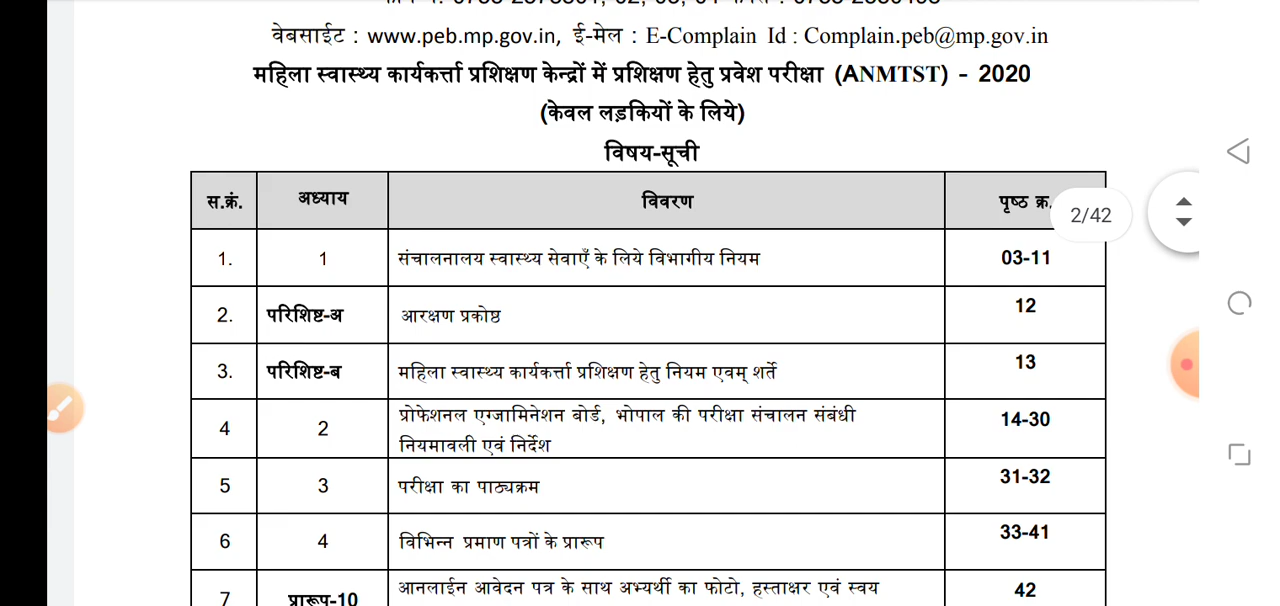 वेबसाईट : www.peb.mp.gov.in, ई-मेल : E-Complain Id : Complain.peb@mp.gov.in
महिला स्वास्थ्य कार्यकर्त्ता प्रशिक्षण केन्द्रों में प्रशिक्षण हेतु प्रवेश परीक्षा (ANMTST) - 2020
(केवल लड़कियों के लिये)
विषय-सूची
स.क्रं. अध्याय विवरण पृष्ठ क्र.
2/42
1. 1 संचालनालय स्वास्थ्य सेवाएँ के लिये विभागीय नियम 03-11
2. परिशिष्ट-अ आरक्षण प्रकोष्ठ 12
3. परिशिष्ट-ब महिला स्वास्थ्य कार्यकर्त्ता प्रशिक्षण हेतु नियम एवम् शर्ते 13
4 2 प्रोफेशनल एग्जामिनेशन बोर्ड, भोपाल की परीक्षा संचालन संबंधी 14-30
नियमावली एवं निर्देश
5 3 परीक्षा का पाठ्यक्रम 31-32
6 4 विभिन्न प्रमाण पत्रों के प्रारूप 33-41
7 प्रारूप-10 आनलाईन आवेदन पत्र के साथ अभ्यर्थी का फोटो, हस्ताक्षर एवं स्वय 42